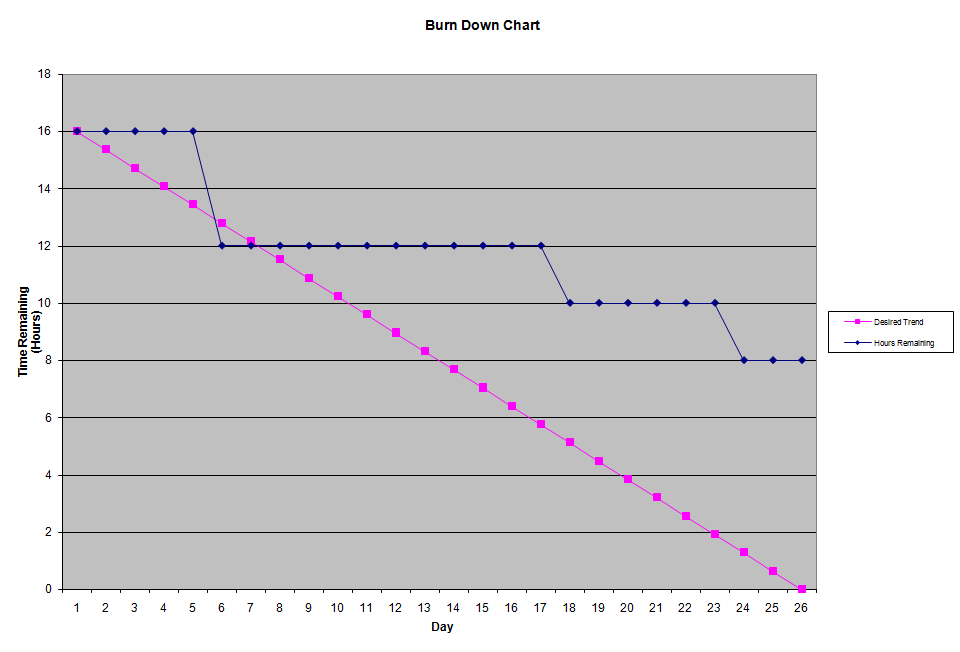 Burn Down Chart
18
16
14
12
10
8
6
4
2
0
Time Remaining
(Hours)
1 2 3 4 5 6 7 8 9 10 11 12 13 14 15 16 17 18 19 20 21 22 23 24 25 26
Day
Desired Trend
Hours Remaining